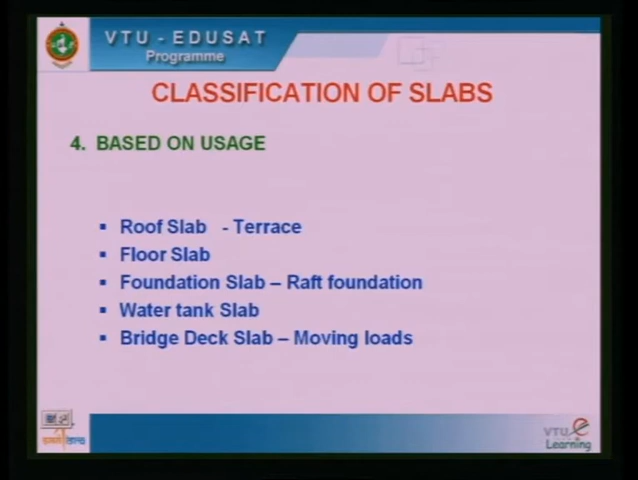 VTU - EDUSAT
Programme
CLASSIFICATION OF SLABS
4. BASED ON USAGE
▪ Roof Slab - Terrace
▪ Floor Slab
▪ Foundation Slab – Raft foundation
▪ Water tank Slab
▪ Bridge Deck Slab – Moving loads
VTU e
Learning